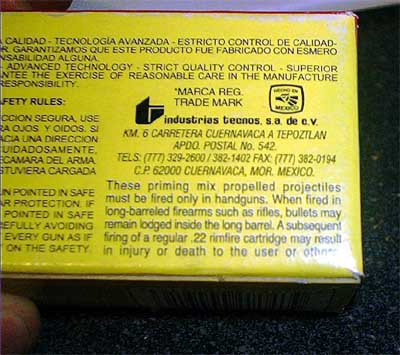 A CALIDAD - TECNOLOGÍA AVANZADA - ESTRICTO CONTROL DE CALIDAD-
OR. GARANTIZAMOS QUE ESTE PRODUCTO FUE FABRICADO CON ESMERO
NSABILIDAD ALGUNA.
- ADVANCED TECHNOLOGY - STRICT QUALITY CONTROL - SUPERIOR
ANTEE THE EXERCISE OF REASONABLE CARE IN THE MANUFACTURE
RESPONSIBILITY.
*MARCA REG.
TRADE MARK
HECHO EN
MEXICO
industrias tecnos, s.a. de c.v.
KM. 6 CARRETERA CUERNAVACA A TEPOZTLAN
APDO. POSTAL No. 542.
TELS: (777) 329-2600 / 382-1402 FAX: (777) 382-0194
C.P. 62000 CUERNAVACA, MOR. MEXICO.
AFETY RULES:
CCION SEGURA, USE
RA OJOS Y OIDOS, SI
ACIA UNA DIRECCION
UIDADOSAMENTE,
ECAMARA DEL ARMA.
STUVIERA CARGADA
UN POINTED IN SAFE
AR PROTECTION. IF
POINTED IN SAFE
EFULLY AVOIDING
EVERY GUN AS IF
ON THE SAFETY.
These priming mix propelled projectiles
must be fired only in handguns. When fired in
long-barreled firearms such as rifles, bullets may
remain lodged inside the long barrel. A subsequent
firing of a regular .22 rimfire cartridge may result
in injury or death to the user or others.